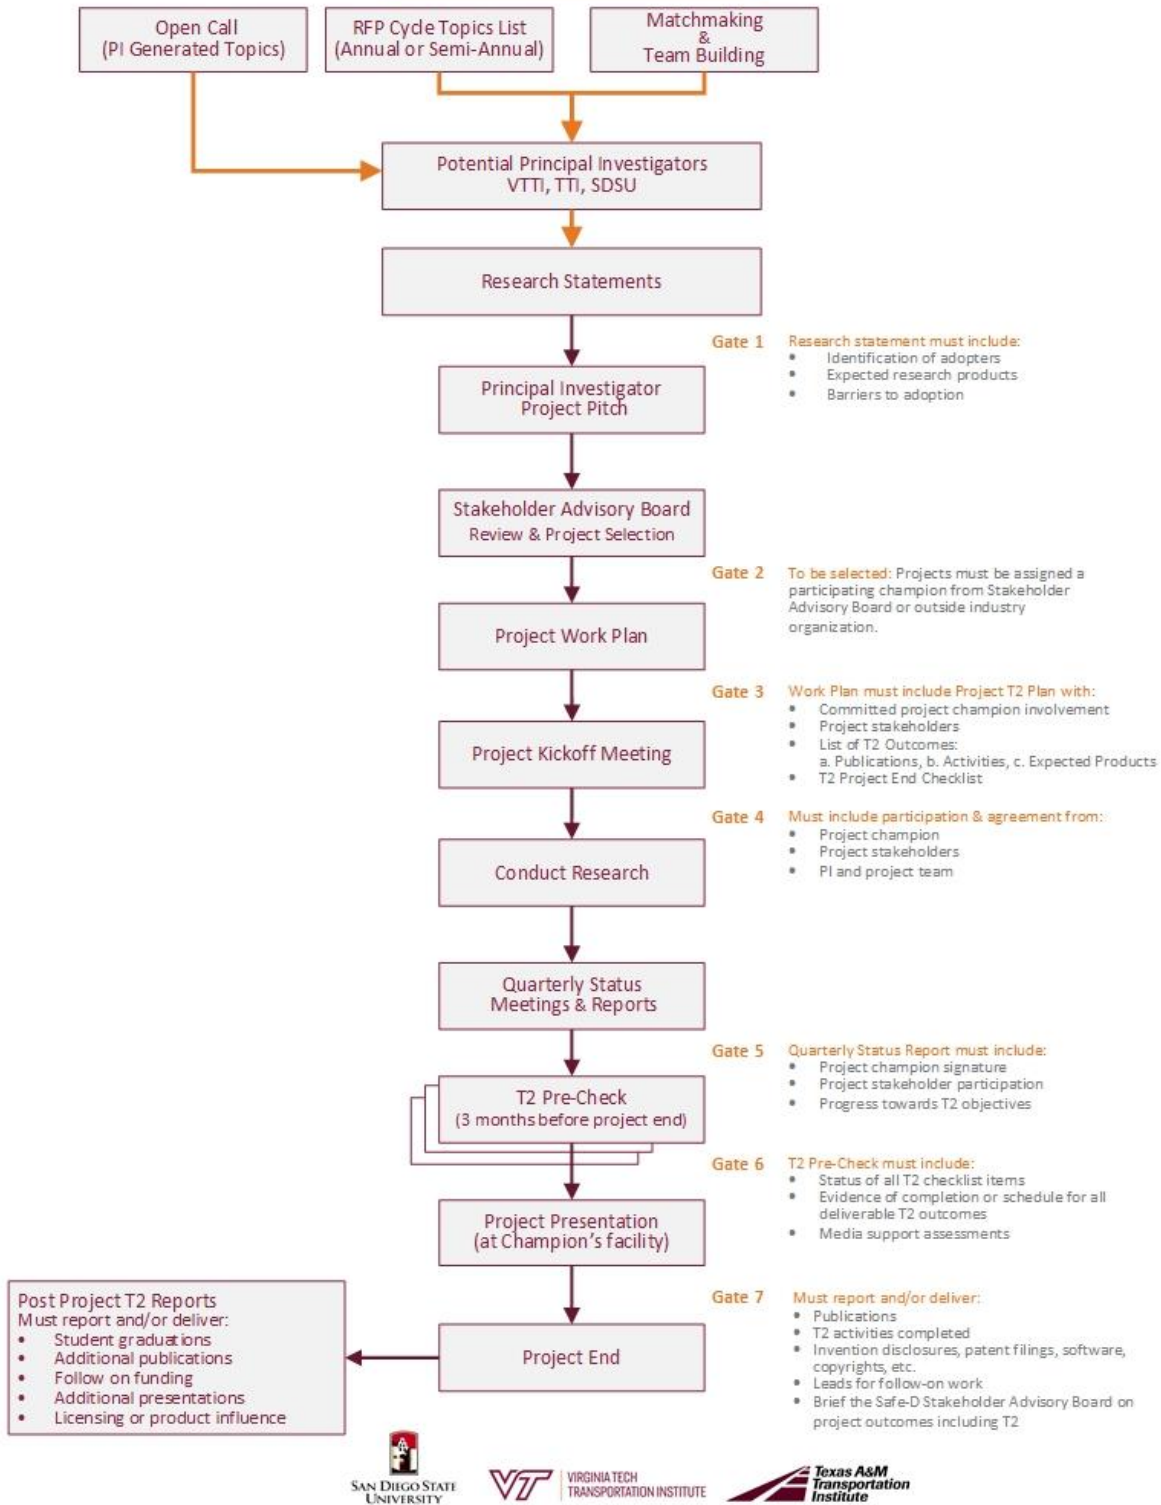 Open Call
(PI Generated Topics)
RFP Cycle Topics List
(Annual or Semi-Annual)
Matchmaking
&
Team Building
Potential Principal Investigators
VTTI, TTI, SDSU
Research Statements
Gate 1
Research statement must include:
• Identification of adopters
• Expected research products
• Barriers to adoption
Principal Investigator
Project Pitch
Stakeholder Advisory Board
Review & Project Selection
Gate 2
To be selected: Projects must be assigned a
participating champion from Stakeholder
Advisory Board or outside industry
organization.
Project Work Plan
Gate 3
Work Plan must include Project T2 Plan with:
• Committed project champion involvement
• Project stakeholders
• List of T2 Outcomes:
a. Publications, b. Activities, c. Expected Products
• T2 Project End Checklist
Project Kickoff Meeting
Gate 4
Must include participation & agreement from:
• Project champion
• Project stakeholders
• PI and project team
Conduct Research
Quarterly Status
Meetings & Reports
Gate 5
Quarterly Status Report must include:
• Project champion signature
• Project stakeholder participation
• Progress towards T2 objectives
T2 Pre-Check
(3 months before project end)
Gate 6
T2 Pre-Check must include:
• Status of all T2 checklist items
• Evidence of completion or schedule for all
deliverable T2 outcomes
• Media support assessments
Project Presentation
(at Champion's facility)
Gate 7
Must report and/or deliver:
• Publications
• T2 activities completed
• Invention disclosures, patent filings, software,
copyrights, etc.
• Leads for follow-on work
• Brief the Safe-D Stakeholder Advisory Board on
project outcomes including T2
Project End
Post Project T2 Reports
Must report and/or deliver:
• Student graduations
• Additional publications
• Follow on funding
• Additional presentations
• Licensing or product influence
SAN DIEGO STATE
UNIVERSITY
VT
VIRGINIA TECH
TRANSPORTATION INSTITUTE
Texas A&M
Transportation
Institute